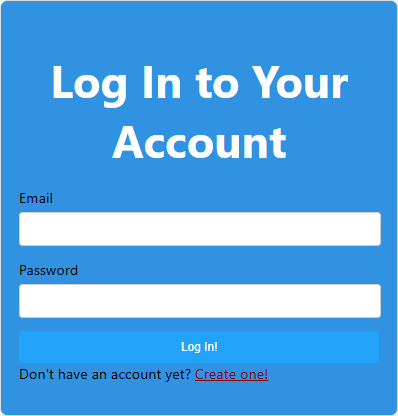 Log In to Your
Account
Email
Password
Log In!
Don't have an account yet? Create one!